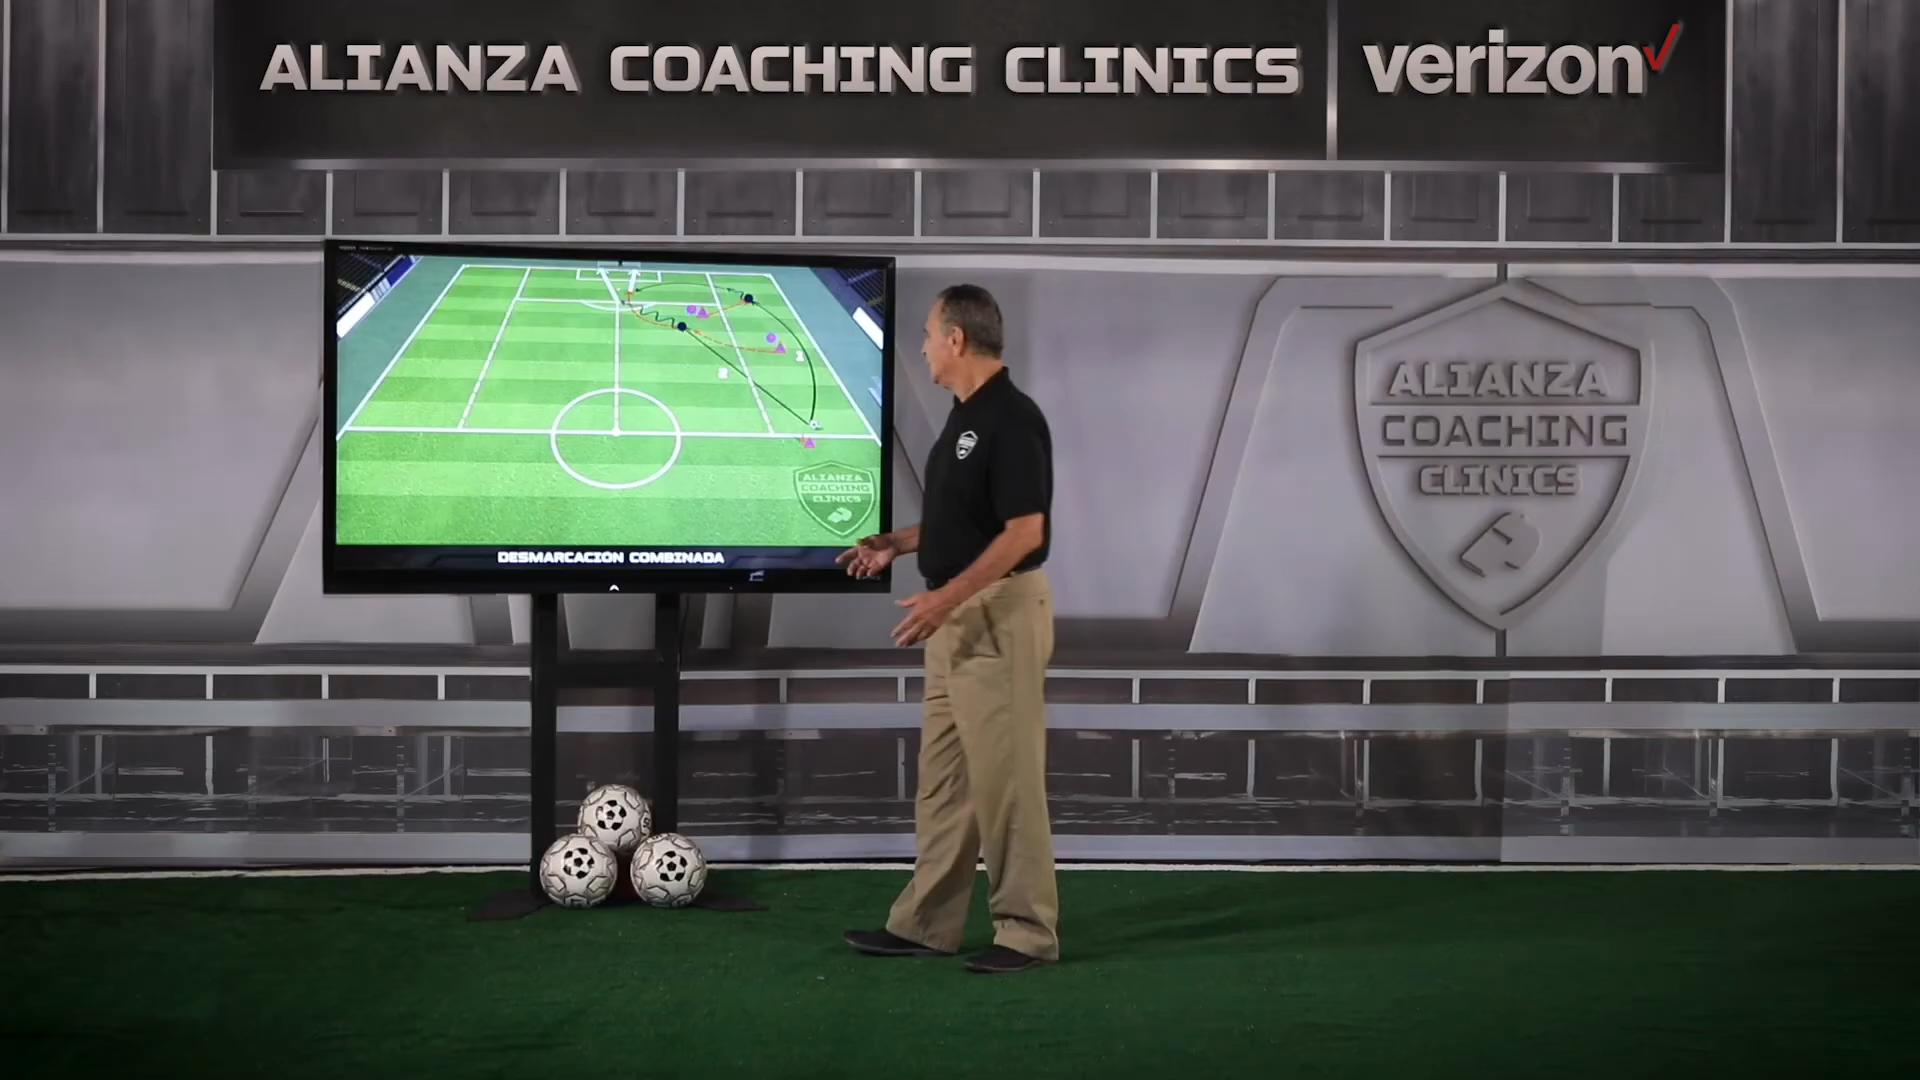 ALIANZA COACHING CLINICS
verizon
ALIANZA
COACHING
CLINICS
DESMARCACIÓN COMBINADA
ALIANZA
COACHING
CLINICS